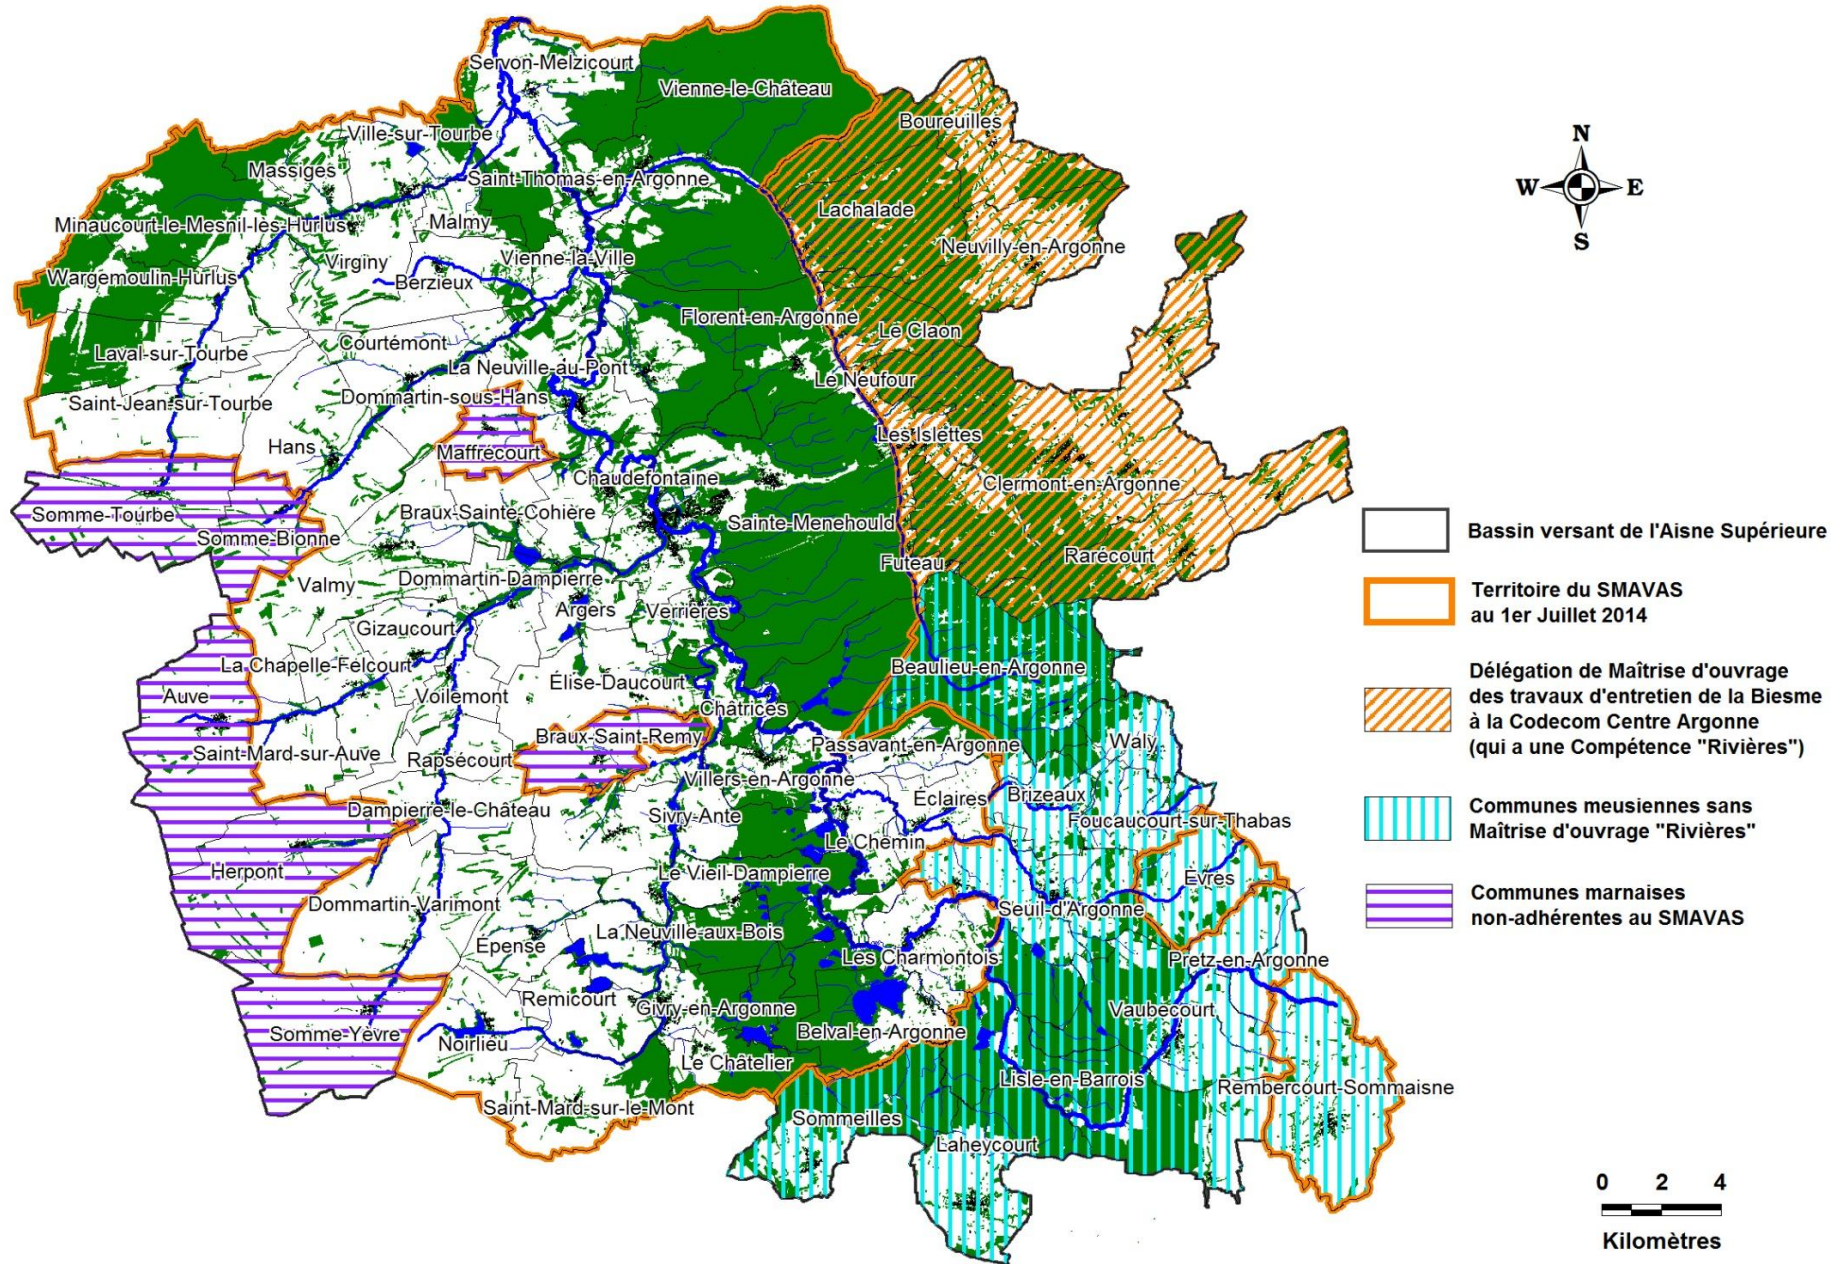 Servon-Melzicourt
Vienne-le-Château
Boureuilles
Ville-sur-Tourbe
Massiges
Saint-Thomas-en-Argonne
Lachalade
Minaucourt-le-Mesnil-lès-Hurlus
Malmy
Neuvilly-en-Argonne
Virginy
Vienne-la-Ville
Wargemoulin-Hurlus
Berzieux
Florent-en-Argonne
Le Claon
Courtémont
Laval-sur-Tourbe
La Neuville-au-Pont
Le Neufour
Saint-Jean-sur-Tourbe
Dommartin-sous-Hans
Hans
Maffrécourt
Les Islettes
Chaudefontaine
Clermont-en-Argonne
Somme-Tourbe
Braux-Sainte-Cohière
Sainte-Menehould
Somme-Bionne
Rarécourt
Futeau
Valmy
Dommartin-Dampierre
Argers
Verrières
Gizaucourt
La Chapelle-Felcourt
Beaulieu-en-Argonne
Auve
Voilemont
Élise-Daucourt
Châtrices
Braux-Saint-Remy
Passavant-en-Argonne
Waly
Saint-Mard-sur-Auve
Rapsécourt
Villers-en-Argonne
Éclaires
Brizeaux
Dampierre-le-Château
Sivry-Ante
Foucaucourt-sur-Thabas
Le Chemin
Herpont
Le Vieil-Dampierre
Èvres
Dommartin-Varimont
Seuil-d'Argonne
Épense
La Neuville-aux-Bois
Les Charmontois
Pretz-en-Argonne
Remicourt
Givry-en-Argonne
Vaubecourt
Somme-Yèvre
Noirlieu
Belval-en-Argonne
Le Châtelier
Lisle-en-Barrois
Rembercourt-Sommaisne
Saint-Mard-sur-le-Mont
Sommeilles
Laheycourt
N
W
E
S
Bassin versant de l'Aisne Supérieure
Territoire du SMAVAS
au 1er Juillet 2014
Délégation de Maîtrise d'ouvrage
des travaux d'entretien de la Biesme
à la Codecom Centre Argonne
(qui a une Compétence "Rivières")
Communes meusiennes sans
Maîtrise d'ouvrage "Rivières"
Communes marnaises
non-adhérentes au SMAVAS
0 2 4
Kilomètres